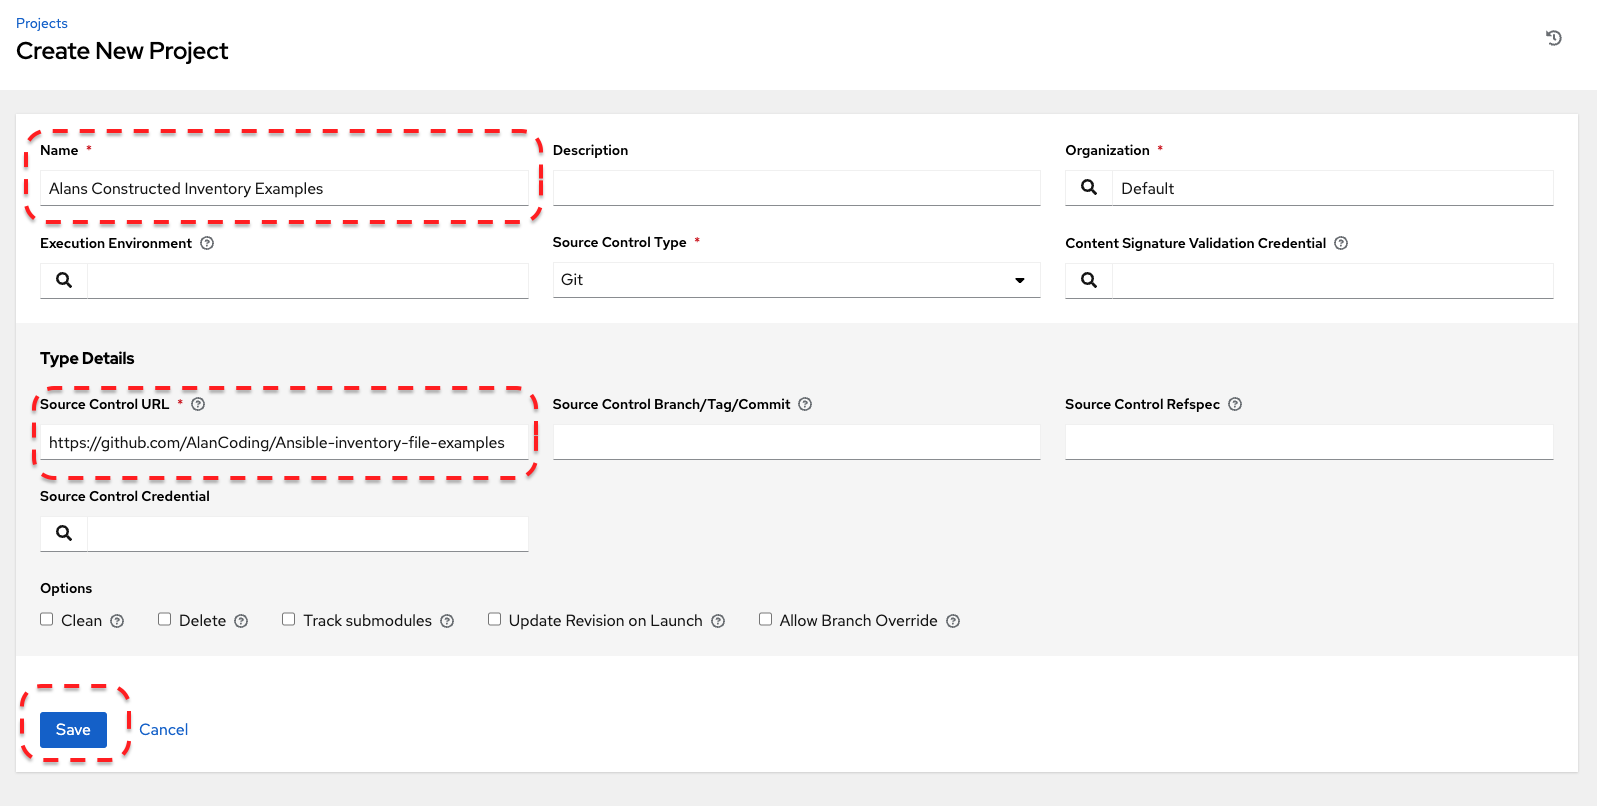 Projects
Create New Project
Name * Description Organization *
Alans Constructed Inventory Examples Default
Execution Environment Source Control Type * Content Signature Validation Credential
Git
Type Details
Source Control URL * Source Control Branch/Tag/Commit Source Control Refspec
https://github.com/AlanCoding/Ansible-inventory-file-examples
Source Control Credential
Options
Clean Delete Track submodules Update Revision on Launch Allow Branch Override
Save Cancel